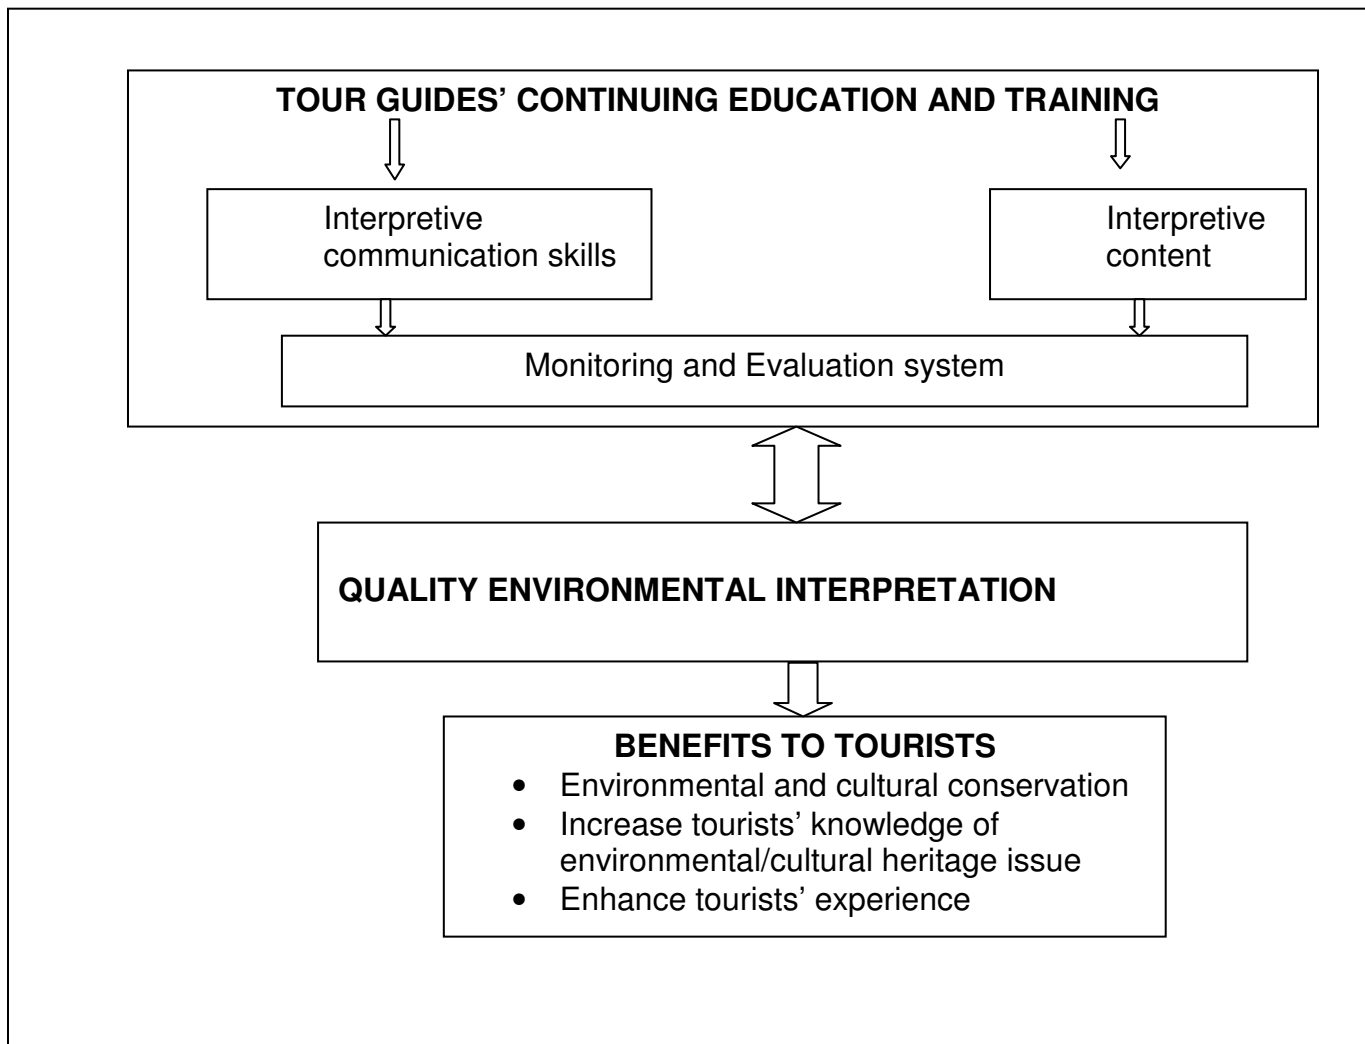 TOUR GUIDES’ CONTINUING EDUCATION AND TRAINING
Interpretive
communication skills
Interpretive
content
Monitoring and Evaluation system
QUALITY ENVIRONMENTAL INTERPRETATION
BENEFITS TO TOURISTS
• Environmental and cultural conservation
• Increase tourists’ knowledge of
environmental/cultural heritage issue
• Enhance tourists’ experience